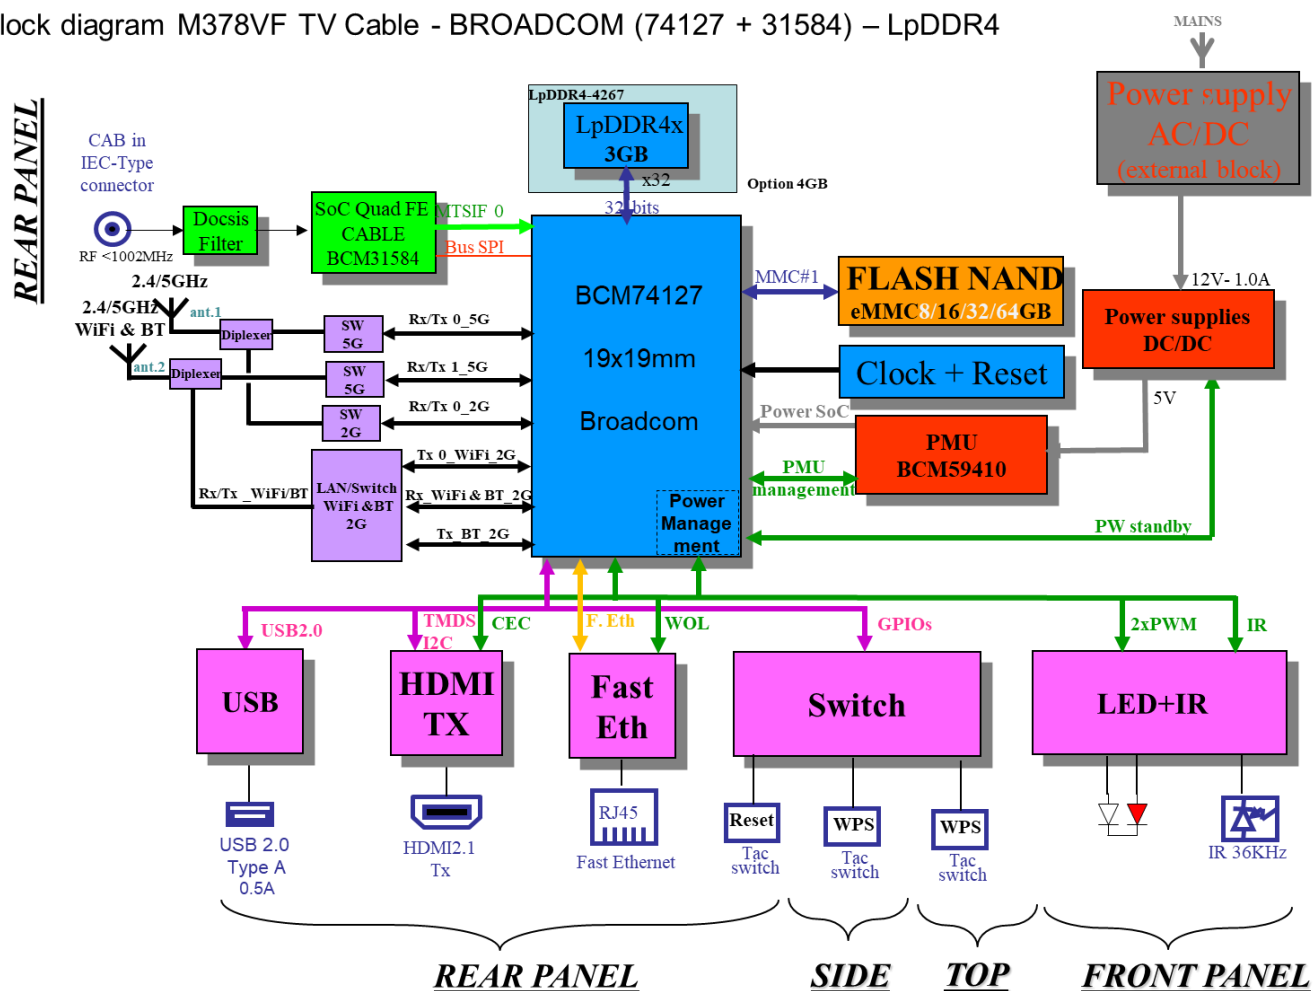 lock diagram M378VF TV Cable - BROADCOM (74127 + 31584) – LpDDR4
MAINS
REAR PANEL
CAB in
IEC-Type
connector
RF <1002MHz
Docsis
Filter
SoC Quad FE
CABLE
BCM31584
MTSIF 0
Bus SPI
LpDDR4-4267
LpDDR4x
3GB
x32
32 bits
Option 4GB
Power supply
AC/DC
(external block)
12V- 1.0A
Power supplies
DC/DC
5V
BCM74127
19x19mm
Broadcom
MMC#1
FLASH NAND
eMMC8/16/32/64GB
Clock + Reset
Power SoC
PMU
BCM59410
PMU
management
Power
Manage
ment
PW standby
2.4/5GHz
2.4/5GHz
WiFi & BT
ant.1
ant.2
Diplexer
Diplexer
SW
5G
SW
5G
SW
2G
LAN/Switch
WiFi &BT
2G
Rx/Tx 0_5G
Rx/Tx 1_5G
Rx/Tx 0_2G
Tx 0_WiFi_2G
Rx_WiFi & BT_2G
Tx_BT_2G
Rx/Tx _WiFi/BT
USB2.0
TMDS
I2C
CEC
F. Eth
WOL
GPIOs
2xPWM
IR
USB
HDMI
TX
Fast
Eth
Switch
LED+IR
USB 2.0
Type A
0.5A
HDMI2.1
Tx
RJ45
Fast Ethernet
Reset
Tac
switch
WPS
Tac
switch
WPS
Tac
switch
IR 36KHz
REAR PANEL
SIDE
TOP
FRONT PANEL